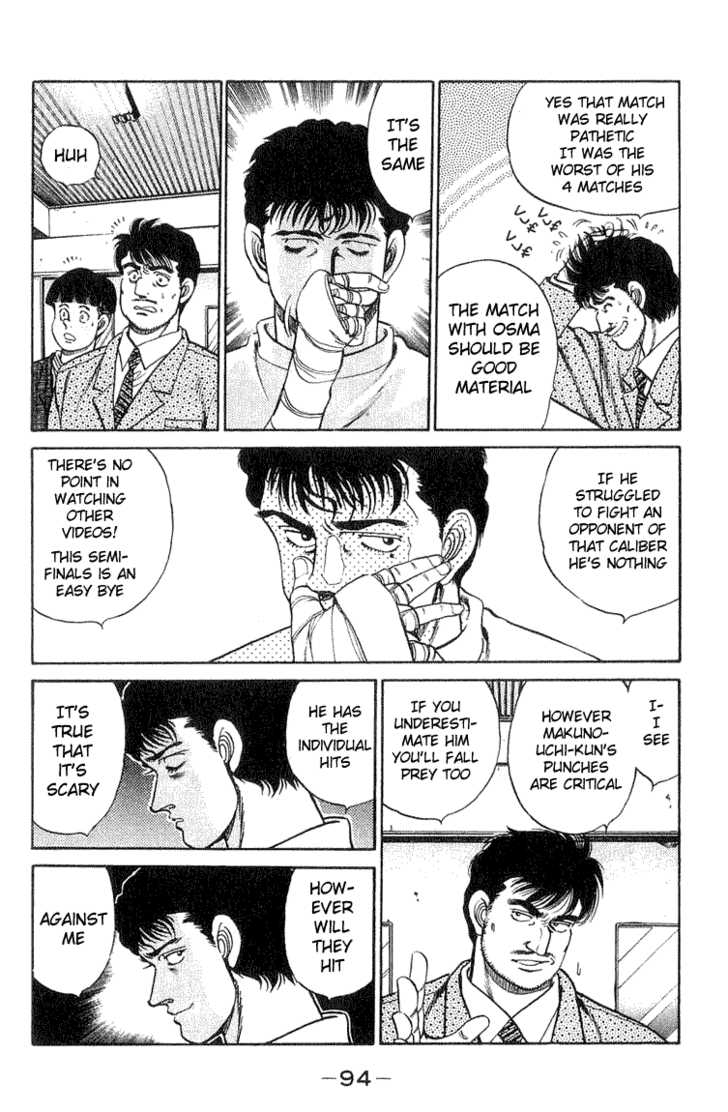 YES THAT MATCH
WAS REALLY
PATHETIC
IT WAS THE
WORST OF HIS
4 MATCHES
THE MATCH
WITH OSMA
SHOULD BE
GOOD
MATERIAL
IT'S
THE
SAME
HUH
IF HE
STRUGGLED
TO FIGHT AN
OPPONENT OF
THAT CALIBER
HE'S NOTHING
THERE'S NO
POINT IN
WATCHING
OTHER
VIDEOS!
THIS SEMI-
FINALS IS AN
EASY BYE
I-
I
SEE
HOWEVER
MAKUNO-
UCHI-KUN'S
PUNCHES
ARE CRITICAL
IF YOU
UNDERESTI-
MATE HIM
YOU'LL FALL
PREY TOO
HE HAS
THE
INDIVIDUAL
HITS
IT'S
TRUE
THAT
IT'S
SCARY
HOW-
EVER
WILL
THEY
HIT
AGAINST
ME
—94—